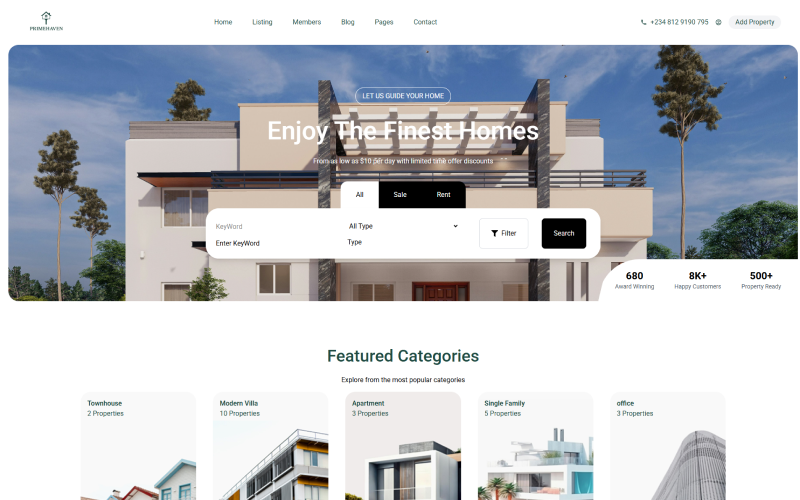 PRIMEHAVEN
Home Listing Members Blog Pages Contact
+234 812 9190 795
Add Property
LET US GUIDE YOUR HOME
Enjoy The Finest Homes
From as low as $10 per day with limited time offer discounts
All Sale Rent
KeyWord
Enter KeyWord
All Type
Type
Filter
Search
680
Award Winning
8K+
Happy Customers
500+
Property Ready
Featured Categories
Explore from the most popular categories
Townhouse
2 Properties
Modern Villa
10 Properties
Apartment
3 Properties
Single Family
5 Properties
office
3 Properties